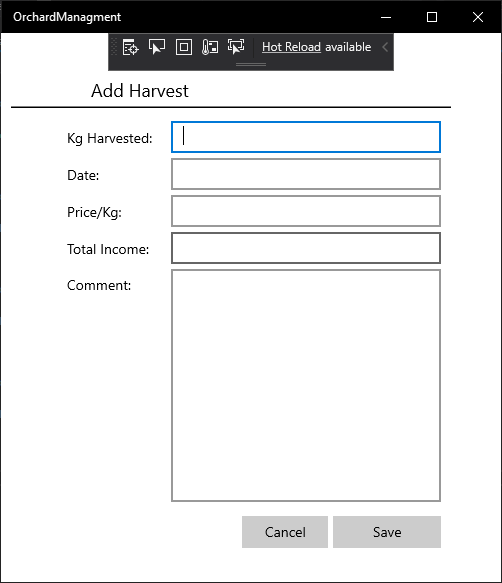 OrchardManagment
Hot Reload available
Add Harvest
Kg Harvested:
Date:
Price/Kg:
Total Income:
Comment:
Cancel Save